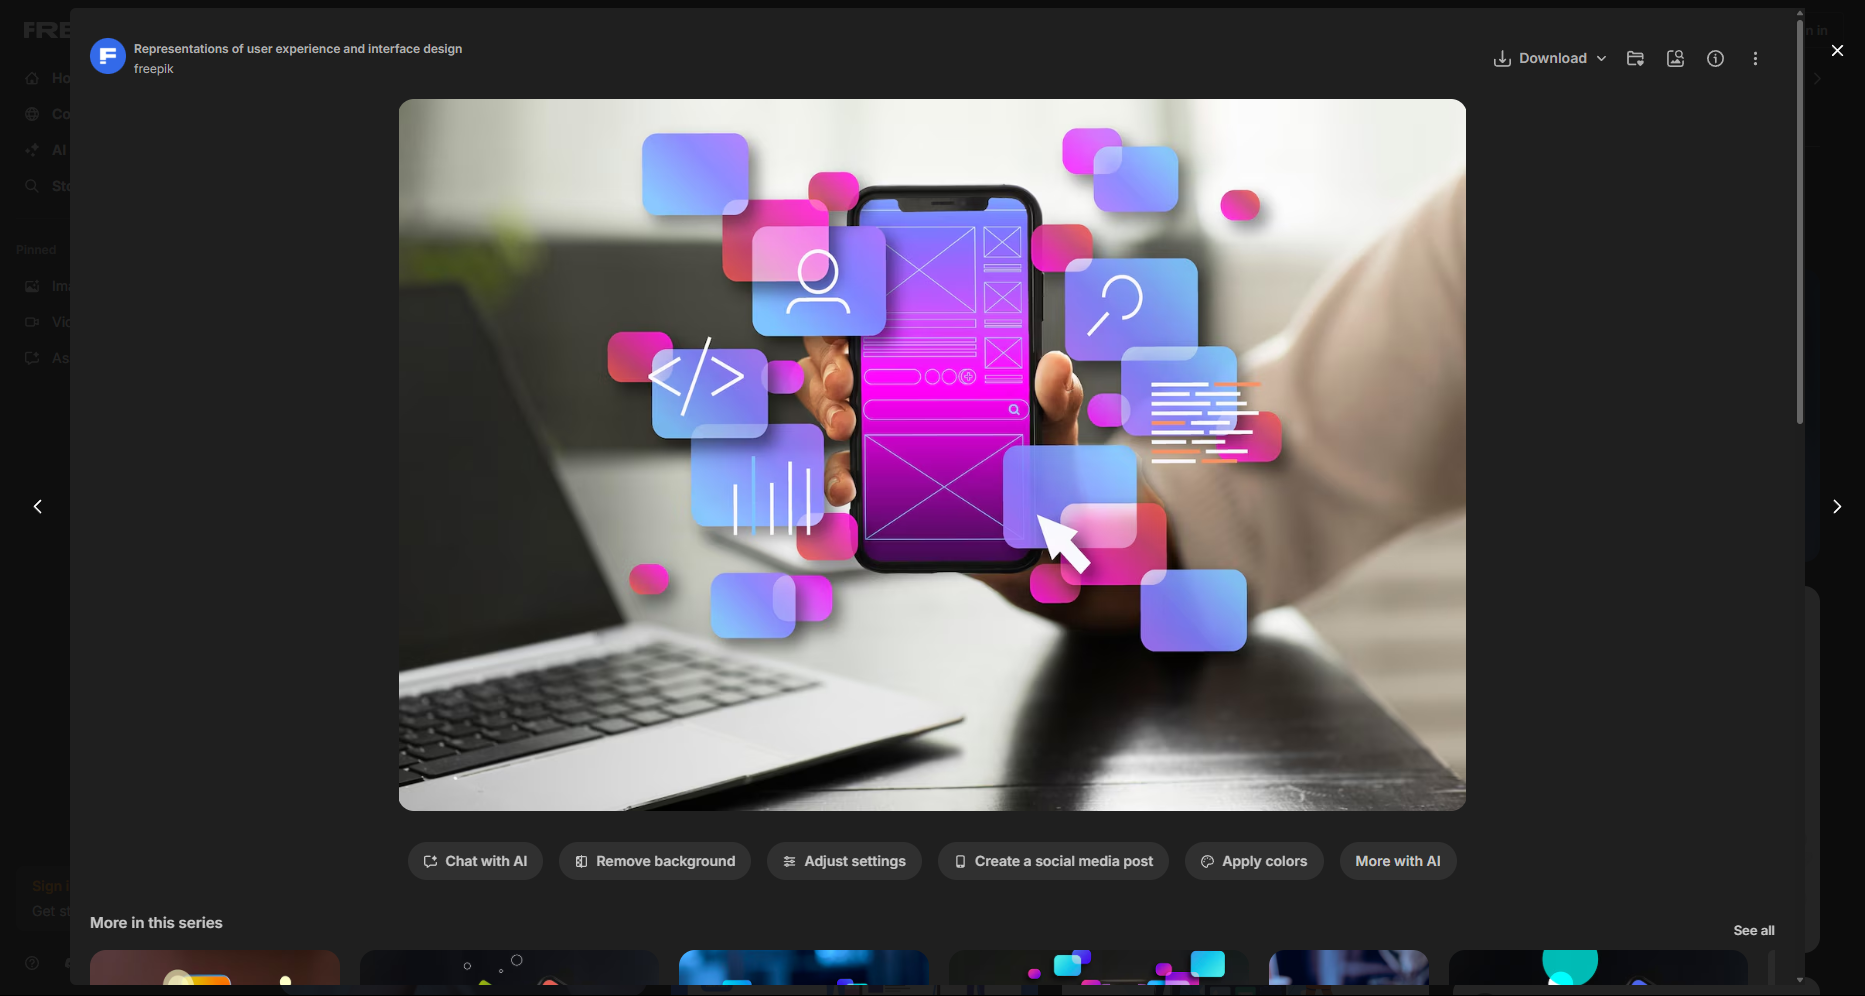 Representations of user experience and interface design
freepik
Download
Pinned
Chat with AI
Remove background
Adjust settings
Create a social media post
Apply colors
More with AI
More in this series
See all